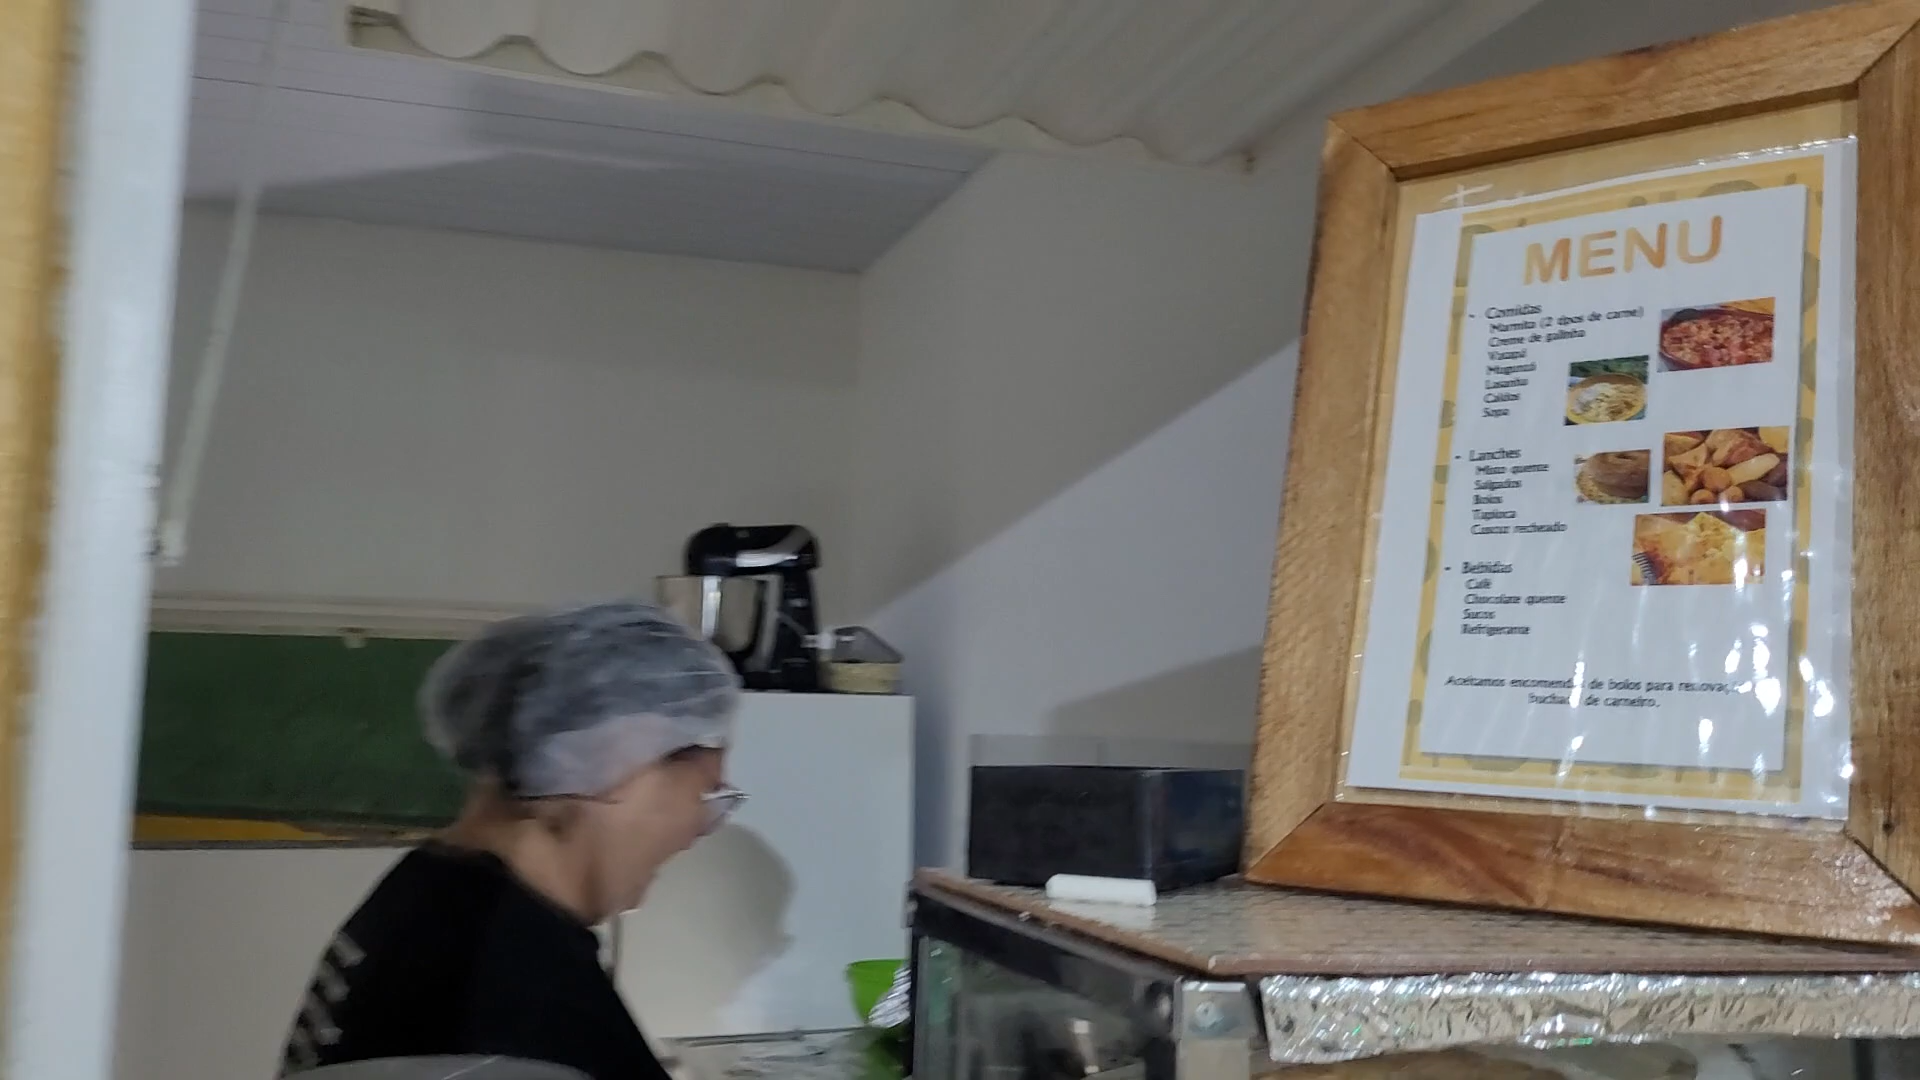 MENU
- Comidas
Marmita (2 tipos de carne)
Creme de galinha
Vatapá
Mugunzá
Lasanha
Caldos
Sopa
- Lanches
Misto quente
Salgados
Bolos
Tapioca
Cuscuz recheado
- Bebidas
Café
Chocolate quente
Sucos
Refrigerante
Aceitamos de bolos para
de carneiro.